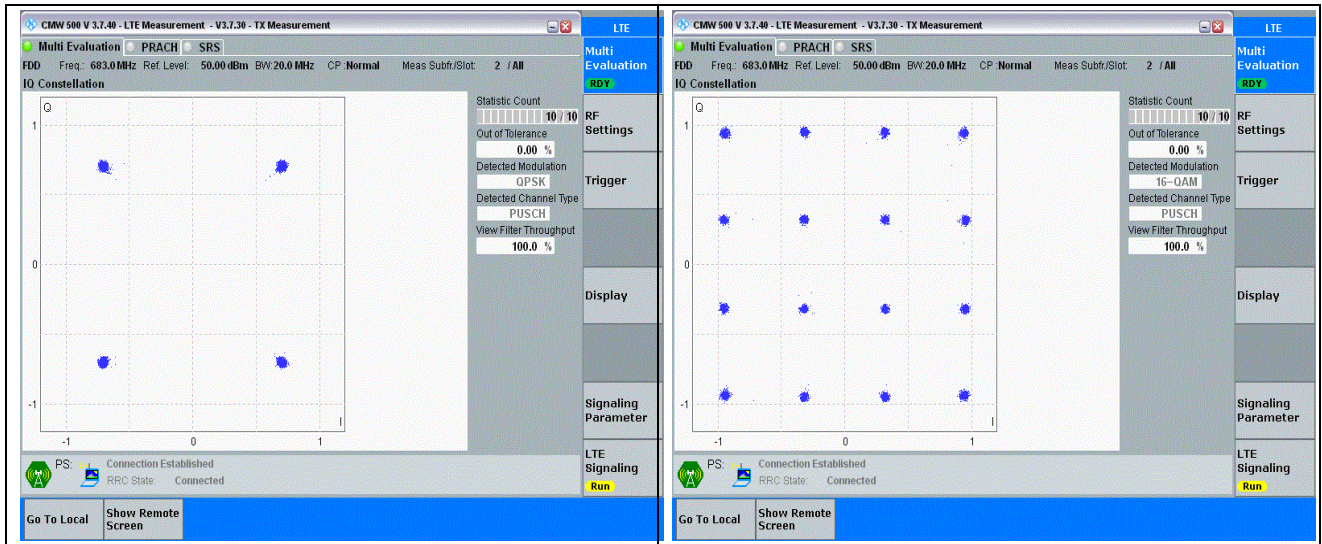 CMW 500 V 3.7.40 - LTE Measurement - V3.7.30 - TX Measurement
LTE
Multi Evaluation PRACH SRS
Multi
Evaluation
RDY
FDD Freq.: 683.0 MHz Ref. Level: 50.00 dBm BW:20.0 MHz CP :Normal Meas Subfr./Slot: 2 / All
IQ Constellation
Q
1
0
-1
-1 0 1
I
Statistic Count
10 / 10
Out of Tolerance
0.00 %
Detected Modulation
QPSK
Detected Channel Type
PUSCH
View Filter Throughput
100.0 %
RF
Settings
Trigger
Display
Signaling
Parameter
LTE
Signaling
Run
PS: Connection Established
RRC State: Connected
Go To Local
Show Remote
Screen
CMW 500 V 3.7.40 - LTE Measurement - V3.7.30 - TX Measurement
LTE
Multi Evaluation PRACH SRS
Multi
Evaluation
RDY
FDD Freq.: 683.0 MHz Ref. Level: 50.00 dBm BW:20.0 MHz CP :Normal Meas Subfr./Slot: 2 / All
IQ Constellation
Q
1
0
-1
-1 0 1
I
Statistic Count
10 / 10
Out of Tolerance
0.00 %
Detected Modulation
16-QAM
Detected Channel Type
PUSCH
View Filter Throughput
100.0 %
RF
Settings
Trigger
Display
Signaling
Parameter
LTE
Signaling
Run
PS: Connection Established
RRC State: Connected
Go To Local
Show Remote
Screen